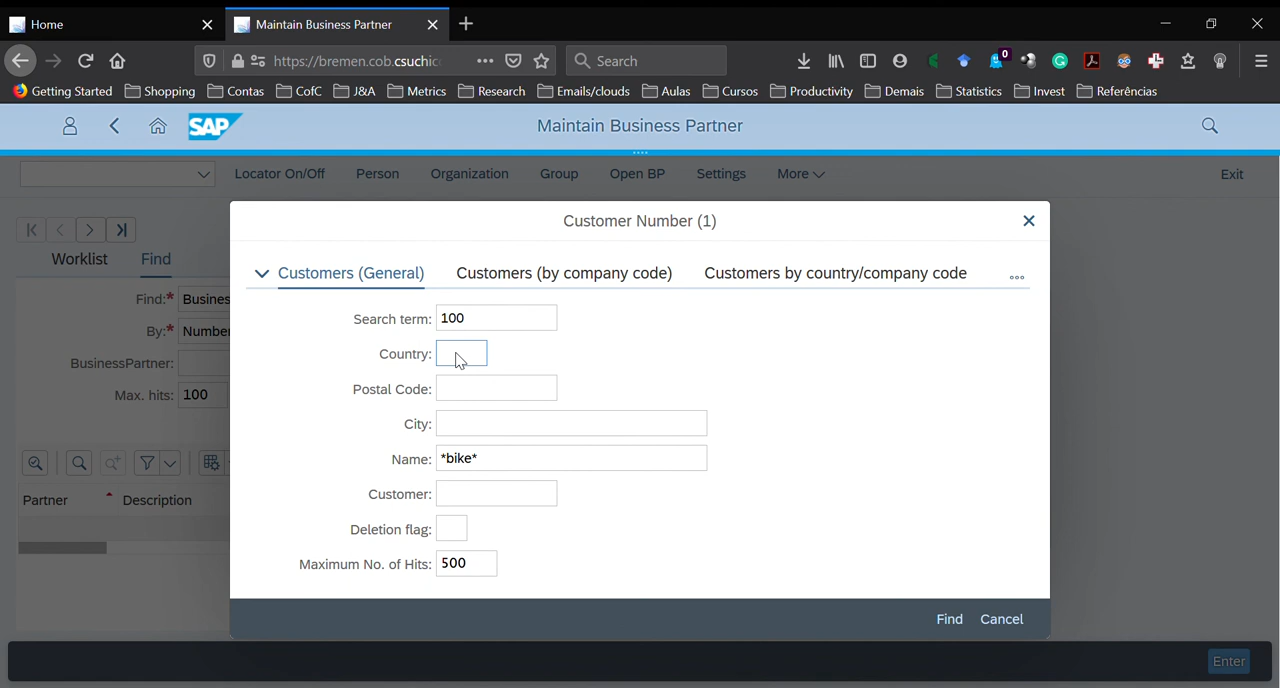 Home
Maintain Business Partner
https://bremen.cob.csuchic
Search
0
Getting Started Shopping Contas CofC J&A Metrics Research Emails/clouds Aulas Cursos Productivity Demais Statistics Invest Referências
SAP Maintain Business Partner
Locator On/Off Person Organization Group Open BP Settings More Exit
Customer Number (1)
Worklist Find
Customers (General) Customers (by company code) Customers by country/company code
Find:* Busines
By:* Number
BusinessPartner:
Max. hits: 100
Partner Description
Search term: 100
Country:
Postal Code:
City:
Name: *bike*
Customer:
Deletion flag:
Maximum No. of Hits: 500
Find Cancel
Enter